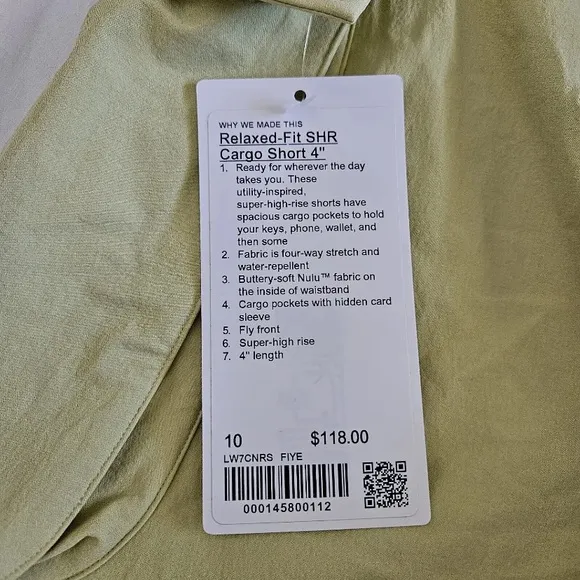 WHY WE MADE THIS
Relaxed-Fit SHR
Cargo Short 4"
1. Ready for wherever the day
takes you. These
utility-inspired,
super-high-rise shorts have
spacious cargo pockets to hold
your keys, phone, wallet, and
then some
2. Fabric is four-way stretch and
water-repellent
3. Buttery-soft Nulu™ fabric on
the inside of waistband
4. Cargo pockets with hidden card
sleeve
5. Fly front
6. Super-high rise
7. 4" length
10 $118.00
LW7CNRS FIYE
000145800112